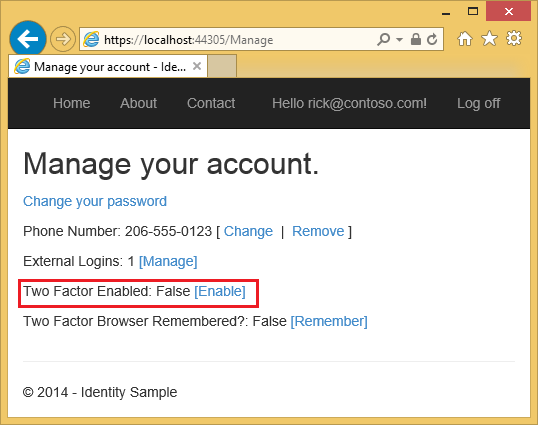 https://localhost:44305/Manage
Manage your account - Ide...
Home About Contact Hello rick@contoso.com! Log off
Manage your account.
Change your password
Phone Number: 206-555-0123 [ Change | Remove ]
External Logins: 1 [Manage]
Two Factor Enabled: False [Enable]
Two Factor Browser Remembered?: False [Remember]
© 2014 - Identity Sample